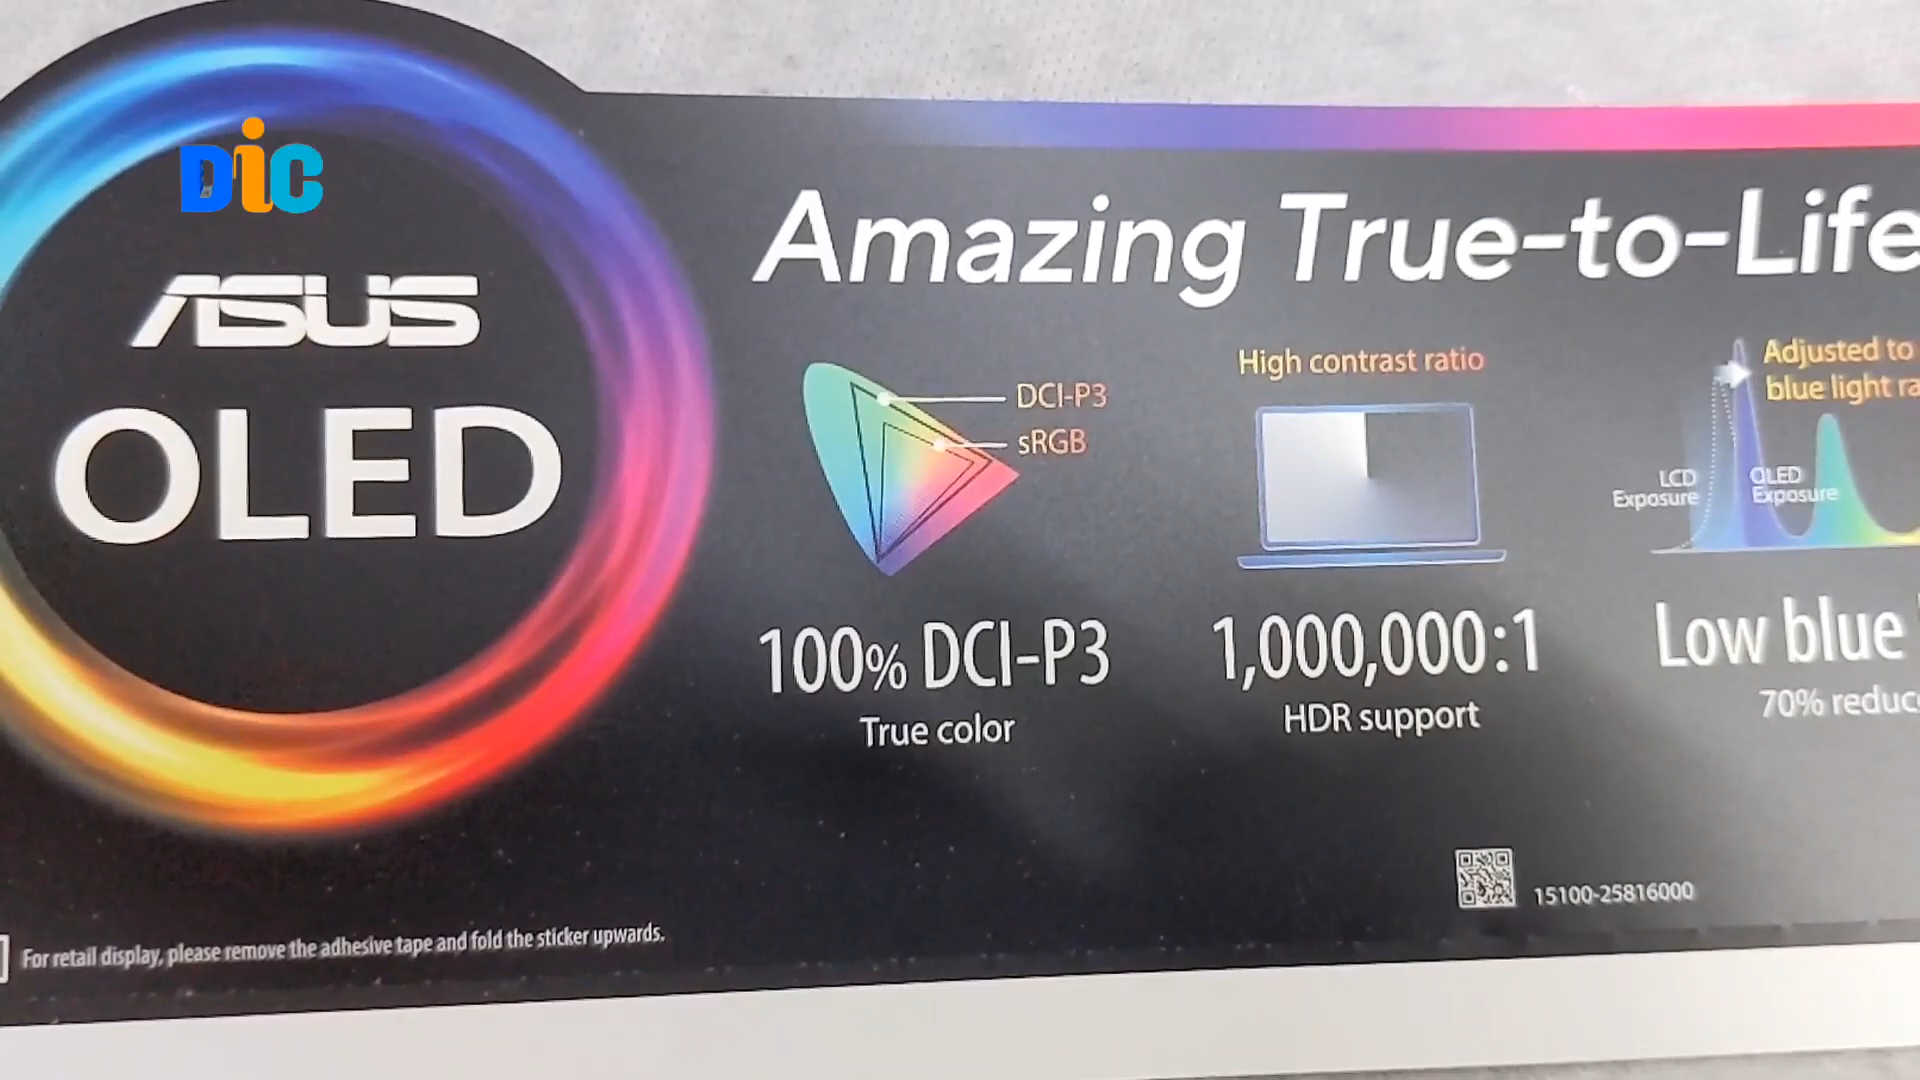 DiC
ASUS
OLED
Amazing True-to-Life
DCI-P3
sRGB
100% DCI-P3
True color
High contrast ratio
1,000,000:1
HDR support
Adjusted to
blue light
LCD
Exposure
OLED
Exposure
Low blue
70%
15100-25816000
For retail display, please remove the adhesive tape and fold the sticker upwards.